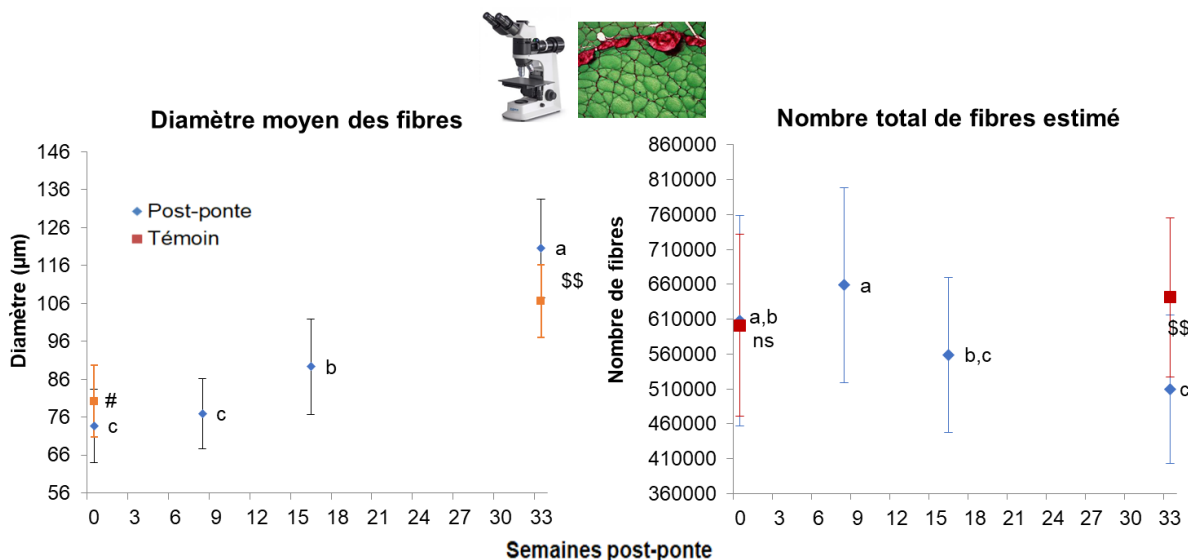 Diamètre moyen des fibres
146
136
126
116
106
96
86
76
66
56
Diamètre (µm)
Post-ponte
Témoin
#
c
c
b
a
$$
0 3 6 9 12 15 18 21 24 27 30 33
Nombre total de fibres estimé
860000
810000
760000
710000
660000
610000
560000
510000
460000
410000
360000
Nombre de fibres
a,b
ns
a
b,c
$$
c
0 3 6 9 12 15 18 21 24 27 30 33
Semaines post-ponte